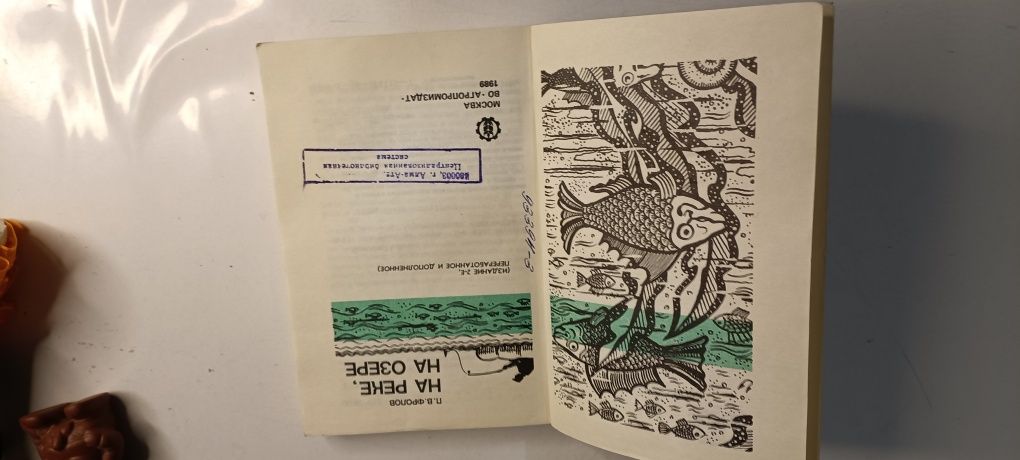 П. В. ФРОЛОВ
НА РЕКЕ,
НА ОЗЕРЕ
(ИЗДАНИЕ 2-Е,
ПЕРЕРАБОТАННОЕ И ДОПОЛНЕННОЕ)
480003, г. Алма-Ата,
Централизованная библиотечная
система
МОСКВА
ВО «АГРОПРОМИЗДАТ»
1989